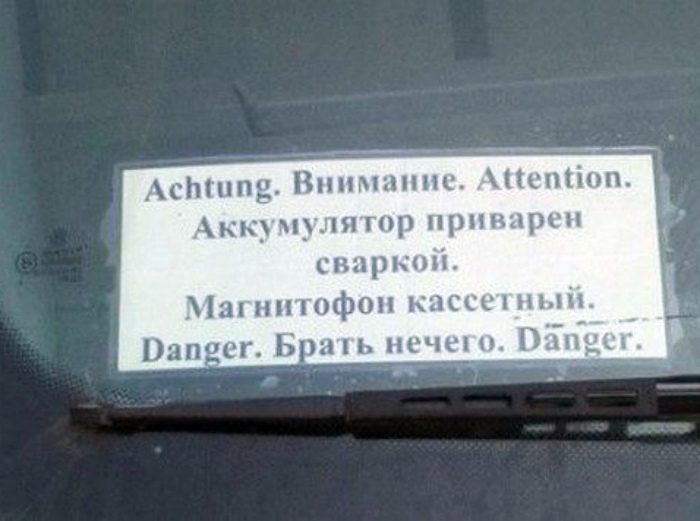 Achtung. Внимание. Attention.
Аккумулятор приварен
сваркой.
Магнитофон кассетный.
Danger. Брать нечего. Danger.